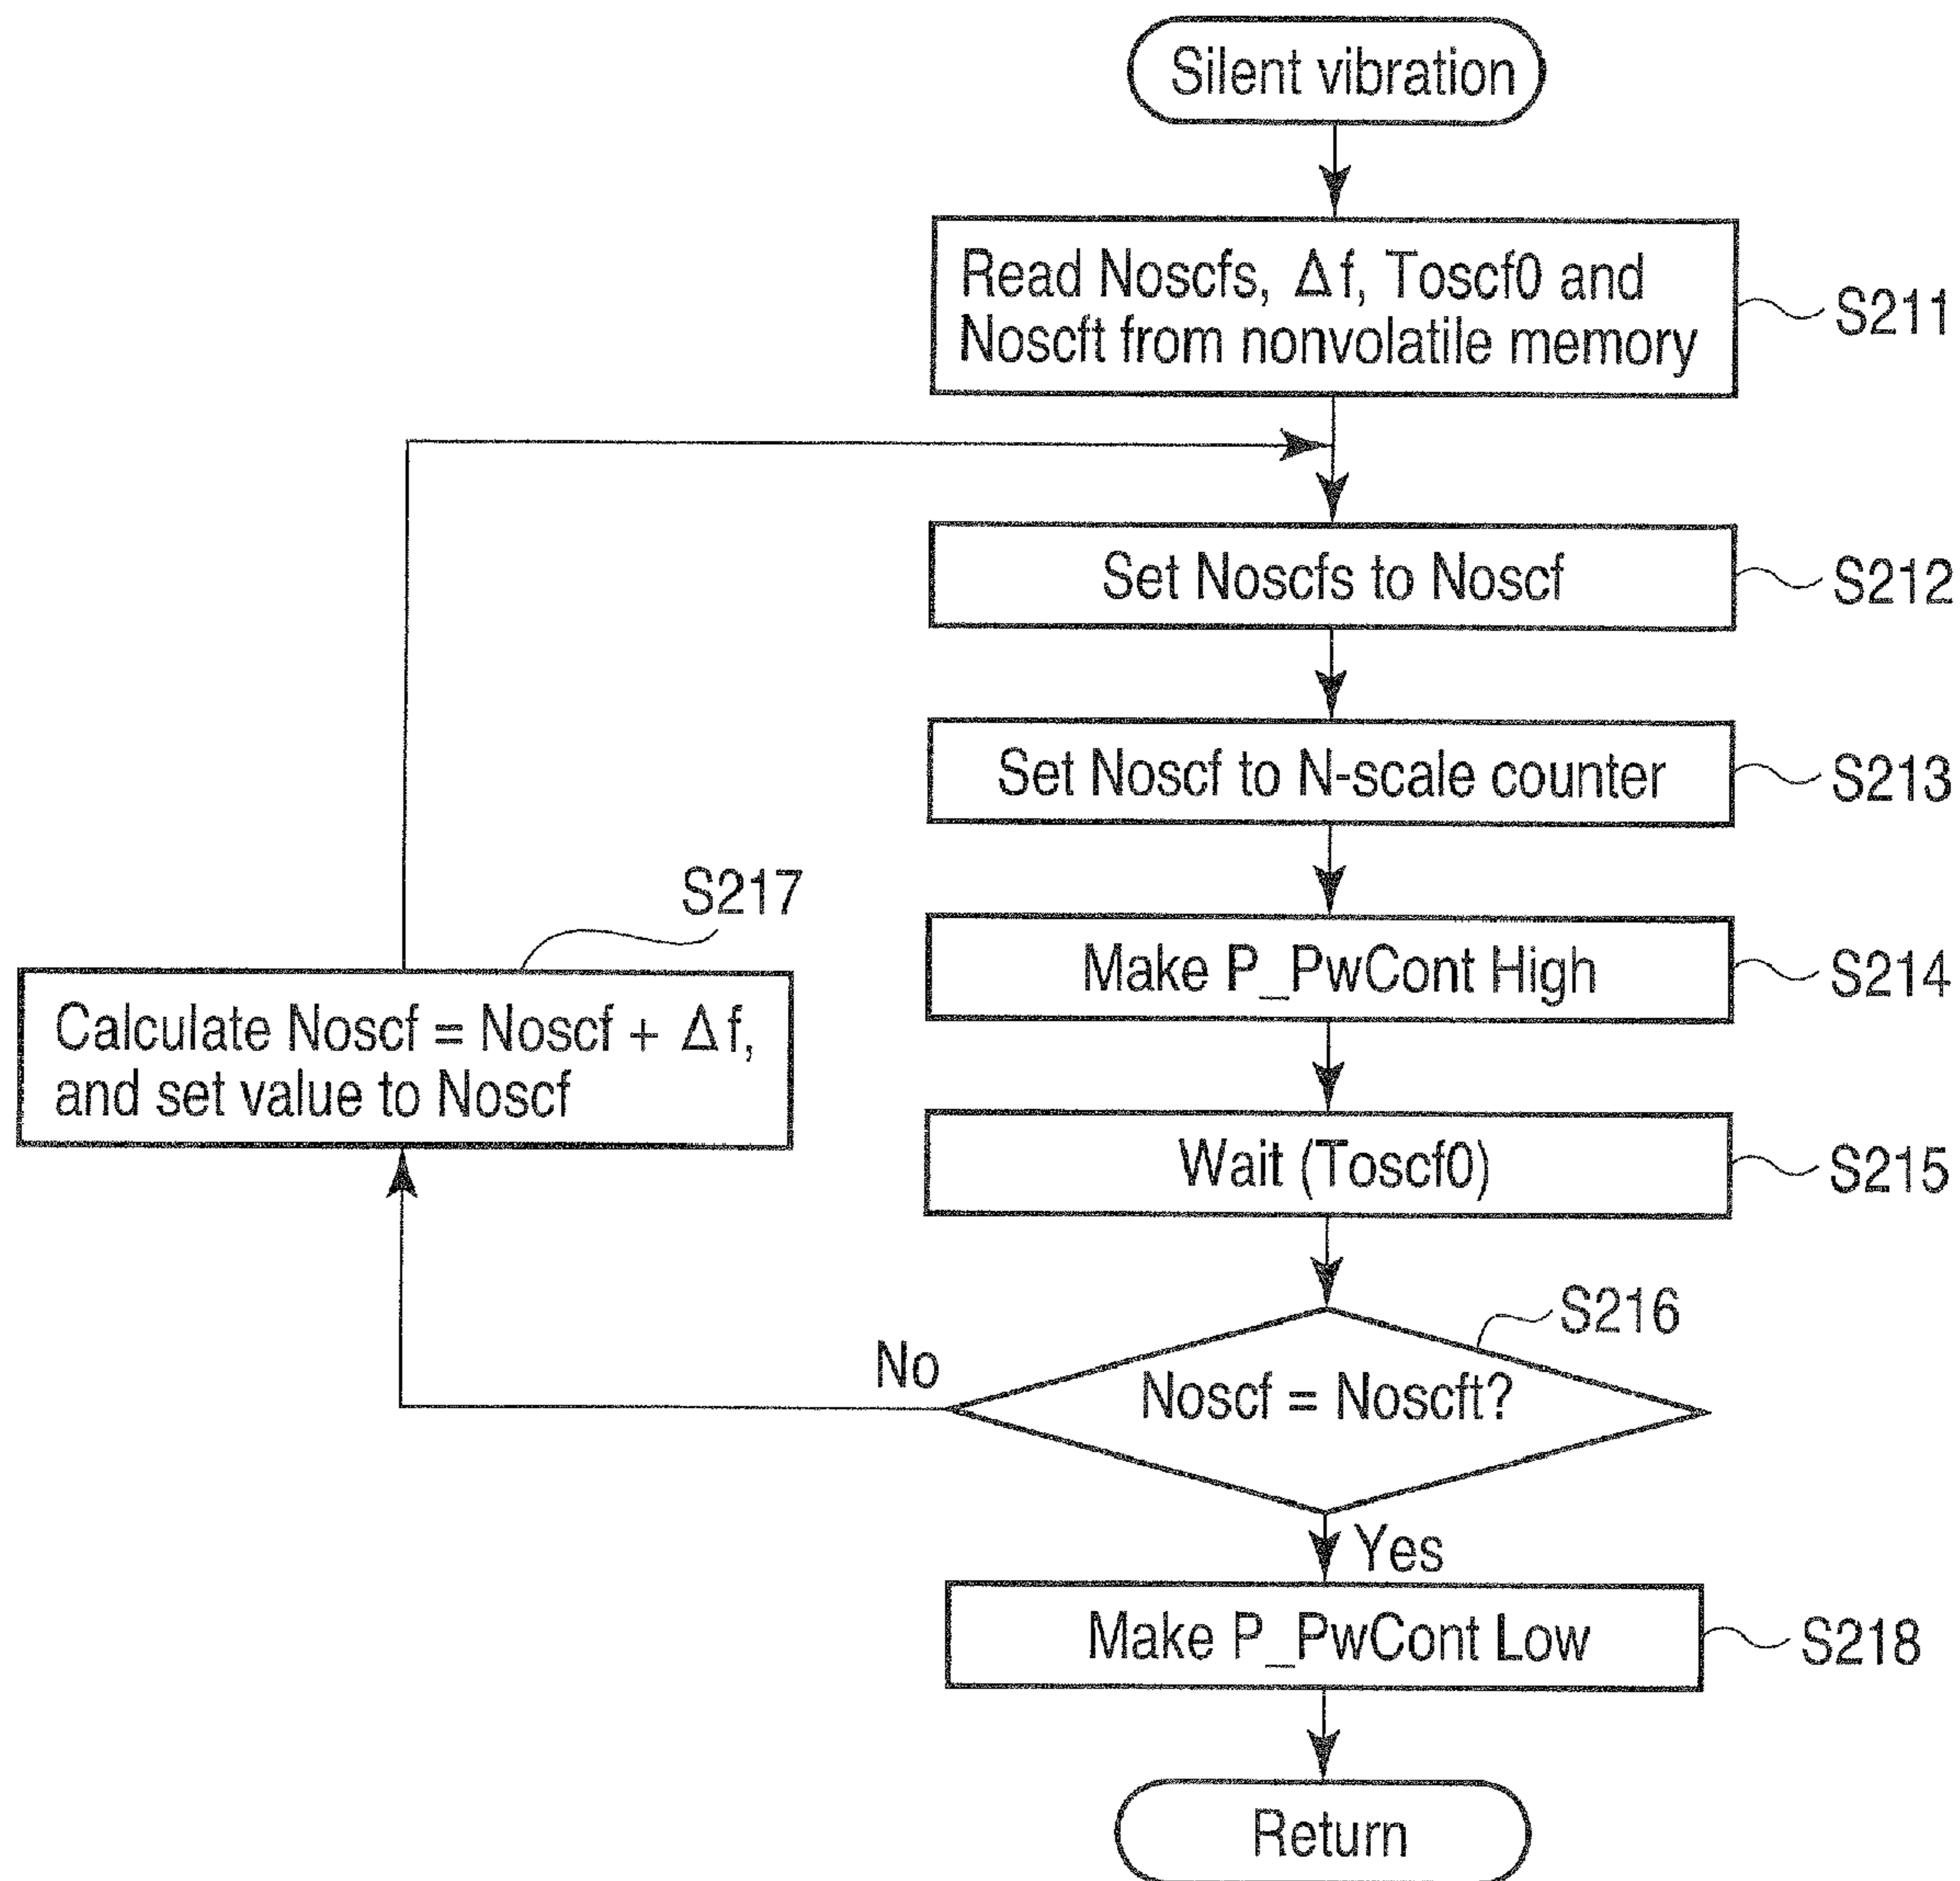 Silent vibration
Read Noscfs, Δf, Toscf0 and
Noscft from nonvolatile memory
S211
Set Noscfs to Noscf
S212
Set Noscf to N-scale counter
S213
S217
Make P_PwCont High
S214
Calculate Noscf = Noscf + Δf,
and set value to Noscf
Wait (Toscf0)
S215
S216
No
Noscf = Noscft?
Yes
Make P_PwCont Low
S218
Return